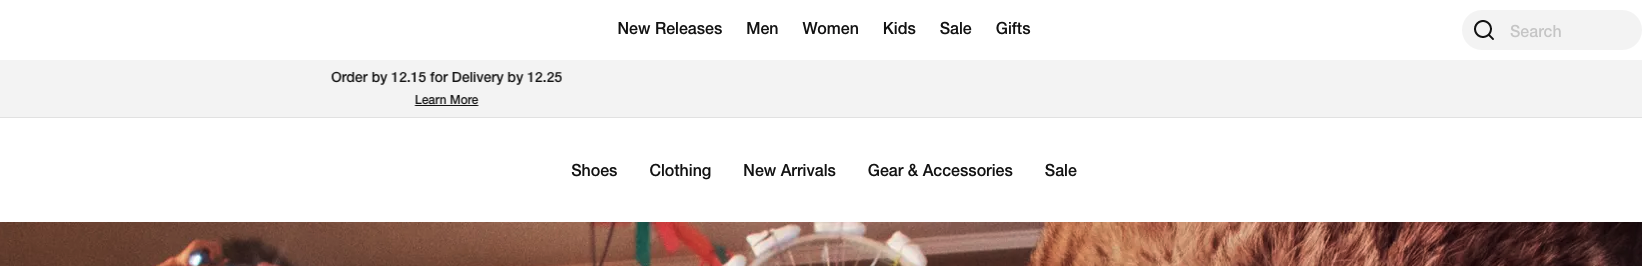 New Releases Men Women Kids Sale Gifts
Search
Order by 12.15 for Delivery by 12.25
Learn More
Shoes Clothing New Arrivals Gear & Accessories Sale